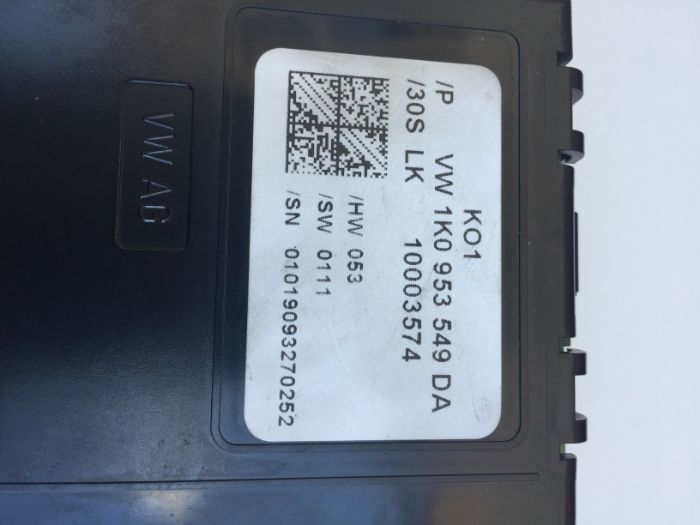 KO1
/P VW 1K0 953 549 DA
/30S LK 10003574
/HW 053
/SW 0111
/SN 01019093270252
VW AG